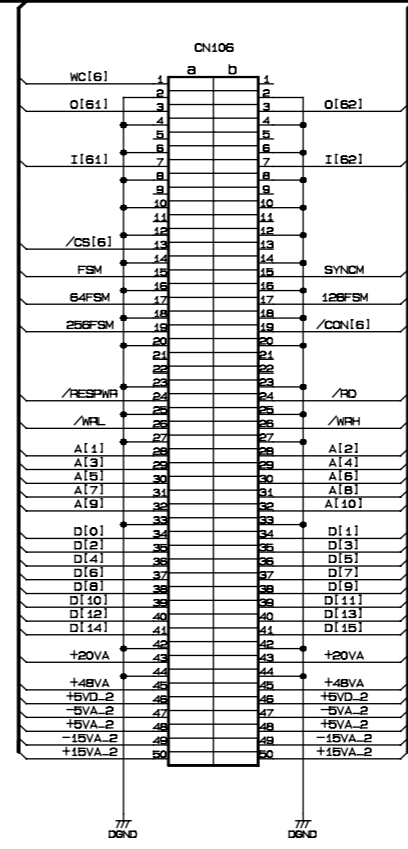 CN106
a b
WC[6] 1 1
2 2
O[61] 3 3 O[62]
4 4
5 5
6 6
I[61] 7 7 I[62]
8 8
9 9
10 10
11 11
12 12
/CS[6] 13 13
14 14
FSM 15 15 SYNCM
16 16
64FSM 17 17 128FSM
18 18
256FSM 19 19 /CON[6]
20 20
21 21
22 22
23 23
/RESPWR 24 24 /RD
25 25
/WRL 26 26 /WRH
27 27
A[1] 28 28 A[2]
A[3] 29 29 A[4]
A[5] 30 30 A[6]
A[7] 31 31 A[8]
A[9] 32 32 A[10]
33 33
D[0] 34 34 D[1]
D[2] 35 35 D[3]
D[4] 36 36 D[5]
D[6] 37 37 D[7]
D[8] 38 38 D[9]
D[10] 39 39 D[11]
D[12] 40 40 D[13]
D[14] 41 41 D[15]
42 42
+20VA 43 43 +20VA
44 44
+48VA 45 45 +48VA
+5VD_2 46 46 +5VD_2
-5VA_2 47 47 -5VA_2
+5VA_2 48 48 +5VA_2
-15VA_2 49 49 -15VA_2
+15VA_2 50 50 +15VA_2
DGND DGND